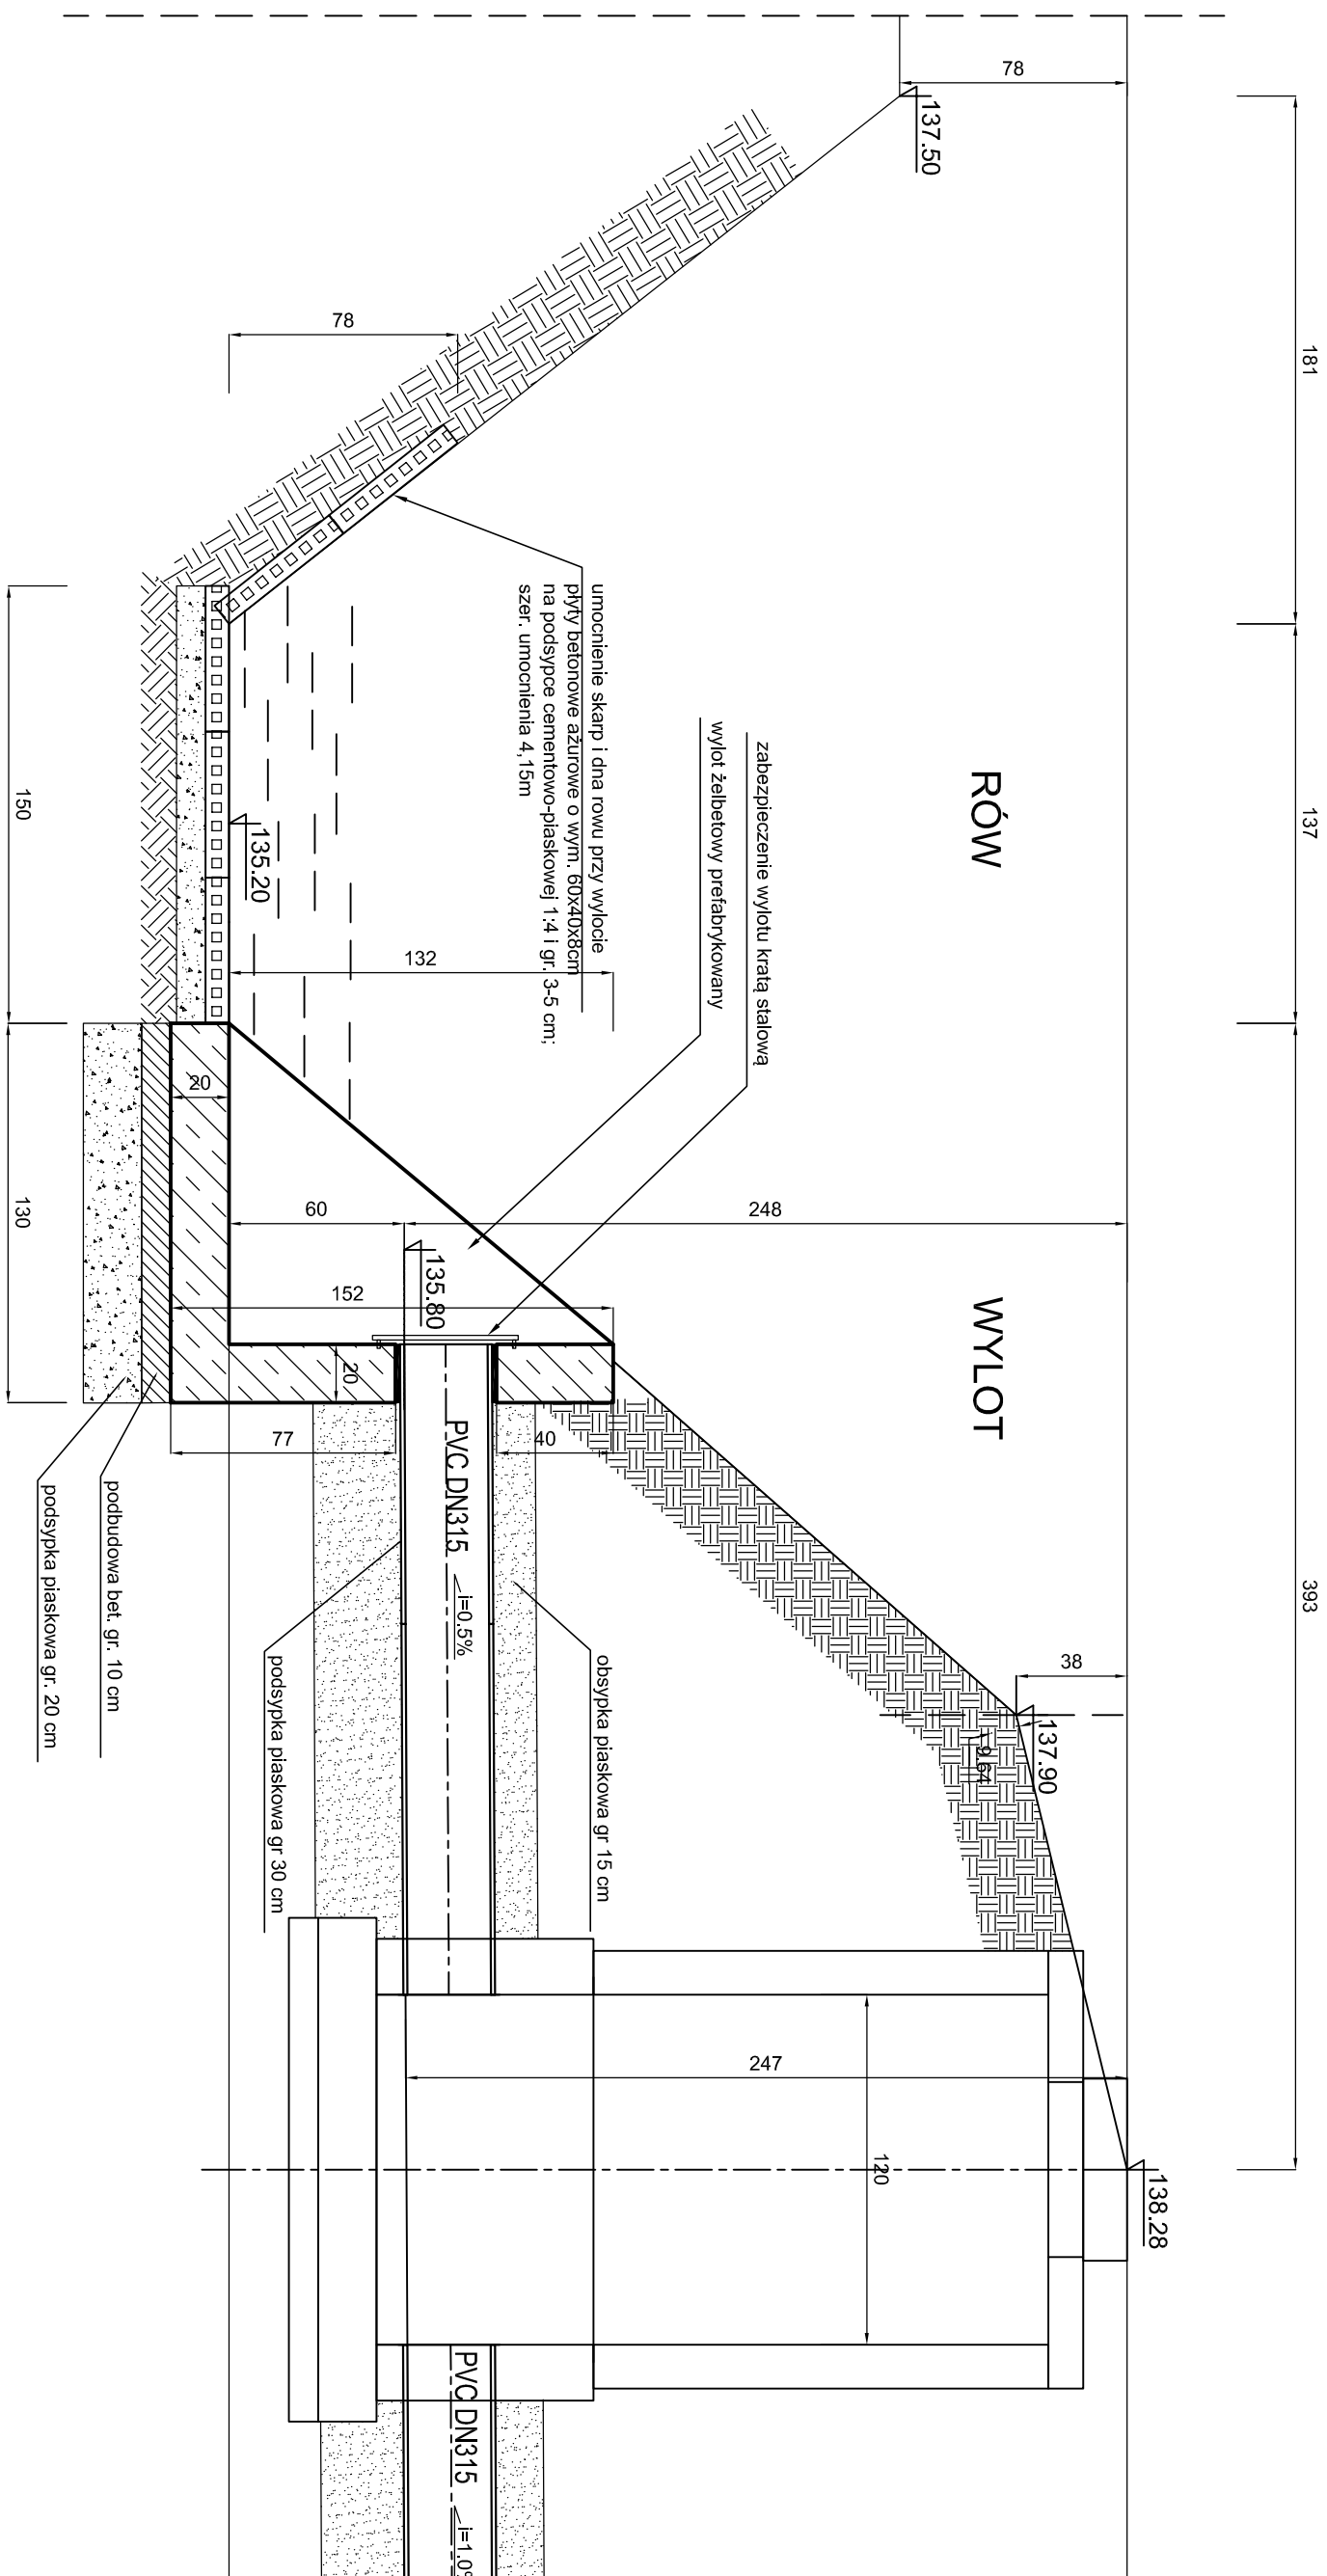 181
137
393
78
137.50
RÓW
WYLOT
38
137.90
9.64
138.28
248
247
120
zabezpieczenie wylotu kratą stalową
wylot żelbetowy prefabrykowany
umocnienie skarp i dna rowu przy wylocie
płyty betonowe ażurowe o wym. 60x40x8cm
na podsypce cementowo-piaskowej 1:4 i gr. 3-5 cm;
szer. umocnienia 4,15m
78
132
135.20
60
135.80
152
20
20
77
40
PVC DN315
i=0.5%
obsypka piaskowa gr 15 cm
podsypka piaskowa gr 30 cm
PVC DN315
podbudowa bet. gr. 10 cm
podsypka piaskowa gr. 20 cm
150
130